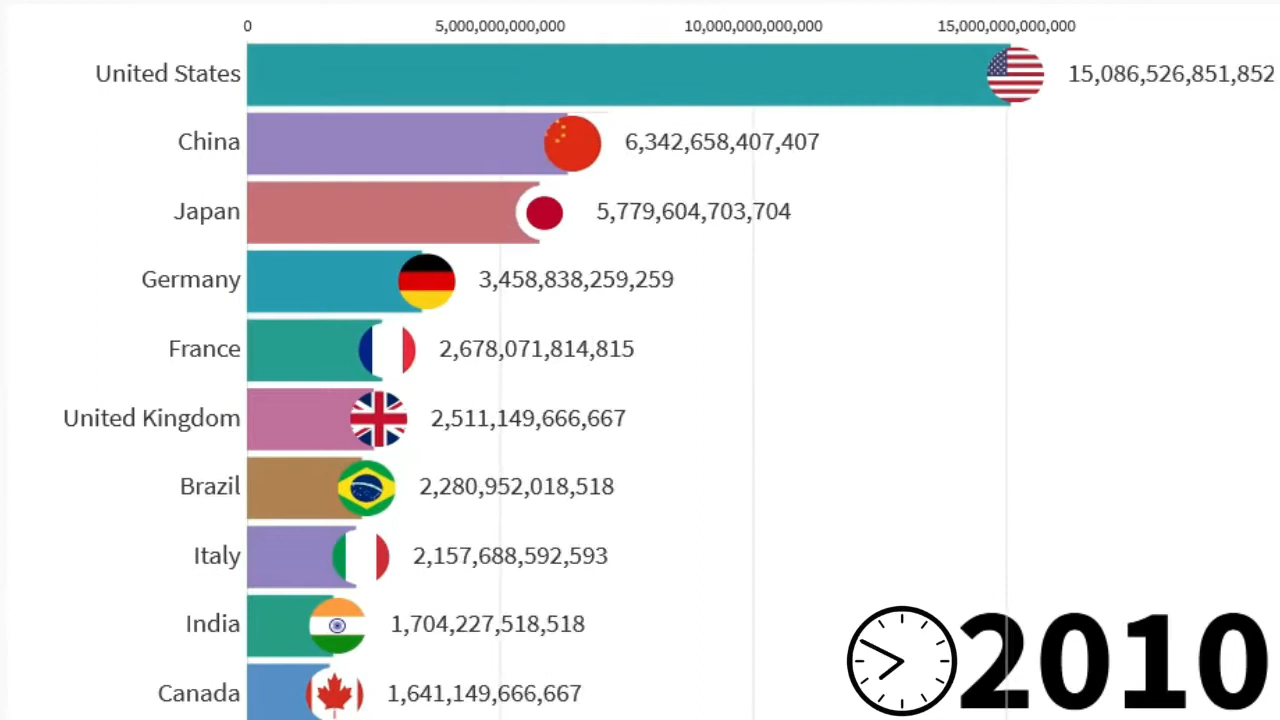 0 5,000,000,000,000 10,000,000,000,000 15,000,000,000,000
United States 15,086,526,851,852
China 6,342,658,407,407
Japan 5,779,604,703,704
Germany 3,458,838,259,259
France 2,678,071,814,815
United Kingdom 2,511,149,666,667
Brazil 2,280,952,018,518
Italy 2,157,688,592,593
India 1,704,227,518,518
Canada 1,641,149,666,667
2010